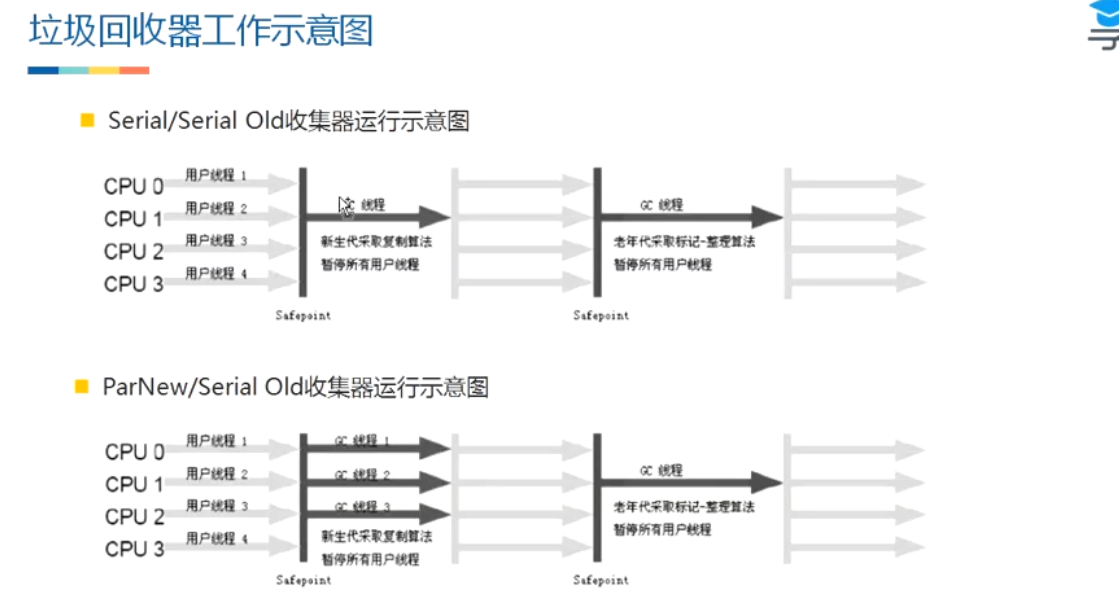 垃圾回收器工作示意图
Serial/Serial Old收集器运行示意图
CPU 0 用户线程 1
GC 线程
GC 线程
CPU 1 用户线程 2
CPU 2 用户线程 3
新生代采取复制算法
老年代采取标记-整理算法
CPU 3 用户线程 4
暂停所有用户线程
暂停所有用户线程
Safepoint
Safepoint
ParNew/Serial Old收集器运行示意图
CPU 0 用户线程 1
GC 线程 1
CPU 1 用户线程 2
GC 线程 2
GC 线程
CPU 2 用户线程 3
GC 线程 3
老年代采取标记-整理算法
CPU 3 用户线程 4
新生代采取复制算法
暂停所有用户线程
暂停所有用户线程
Safepoint
Safepoint